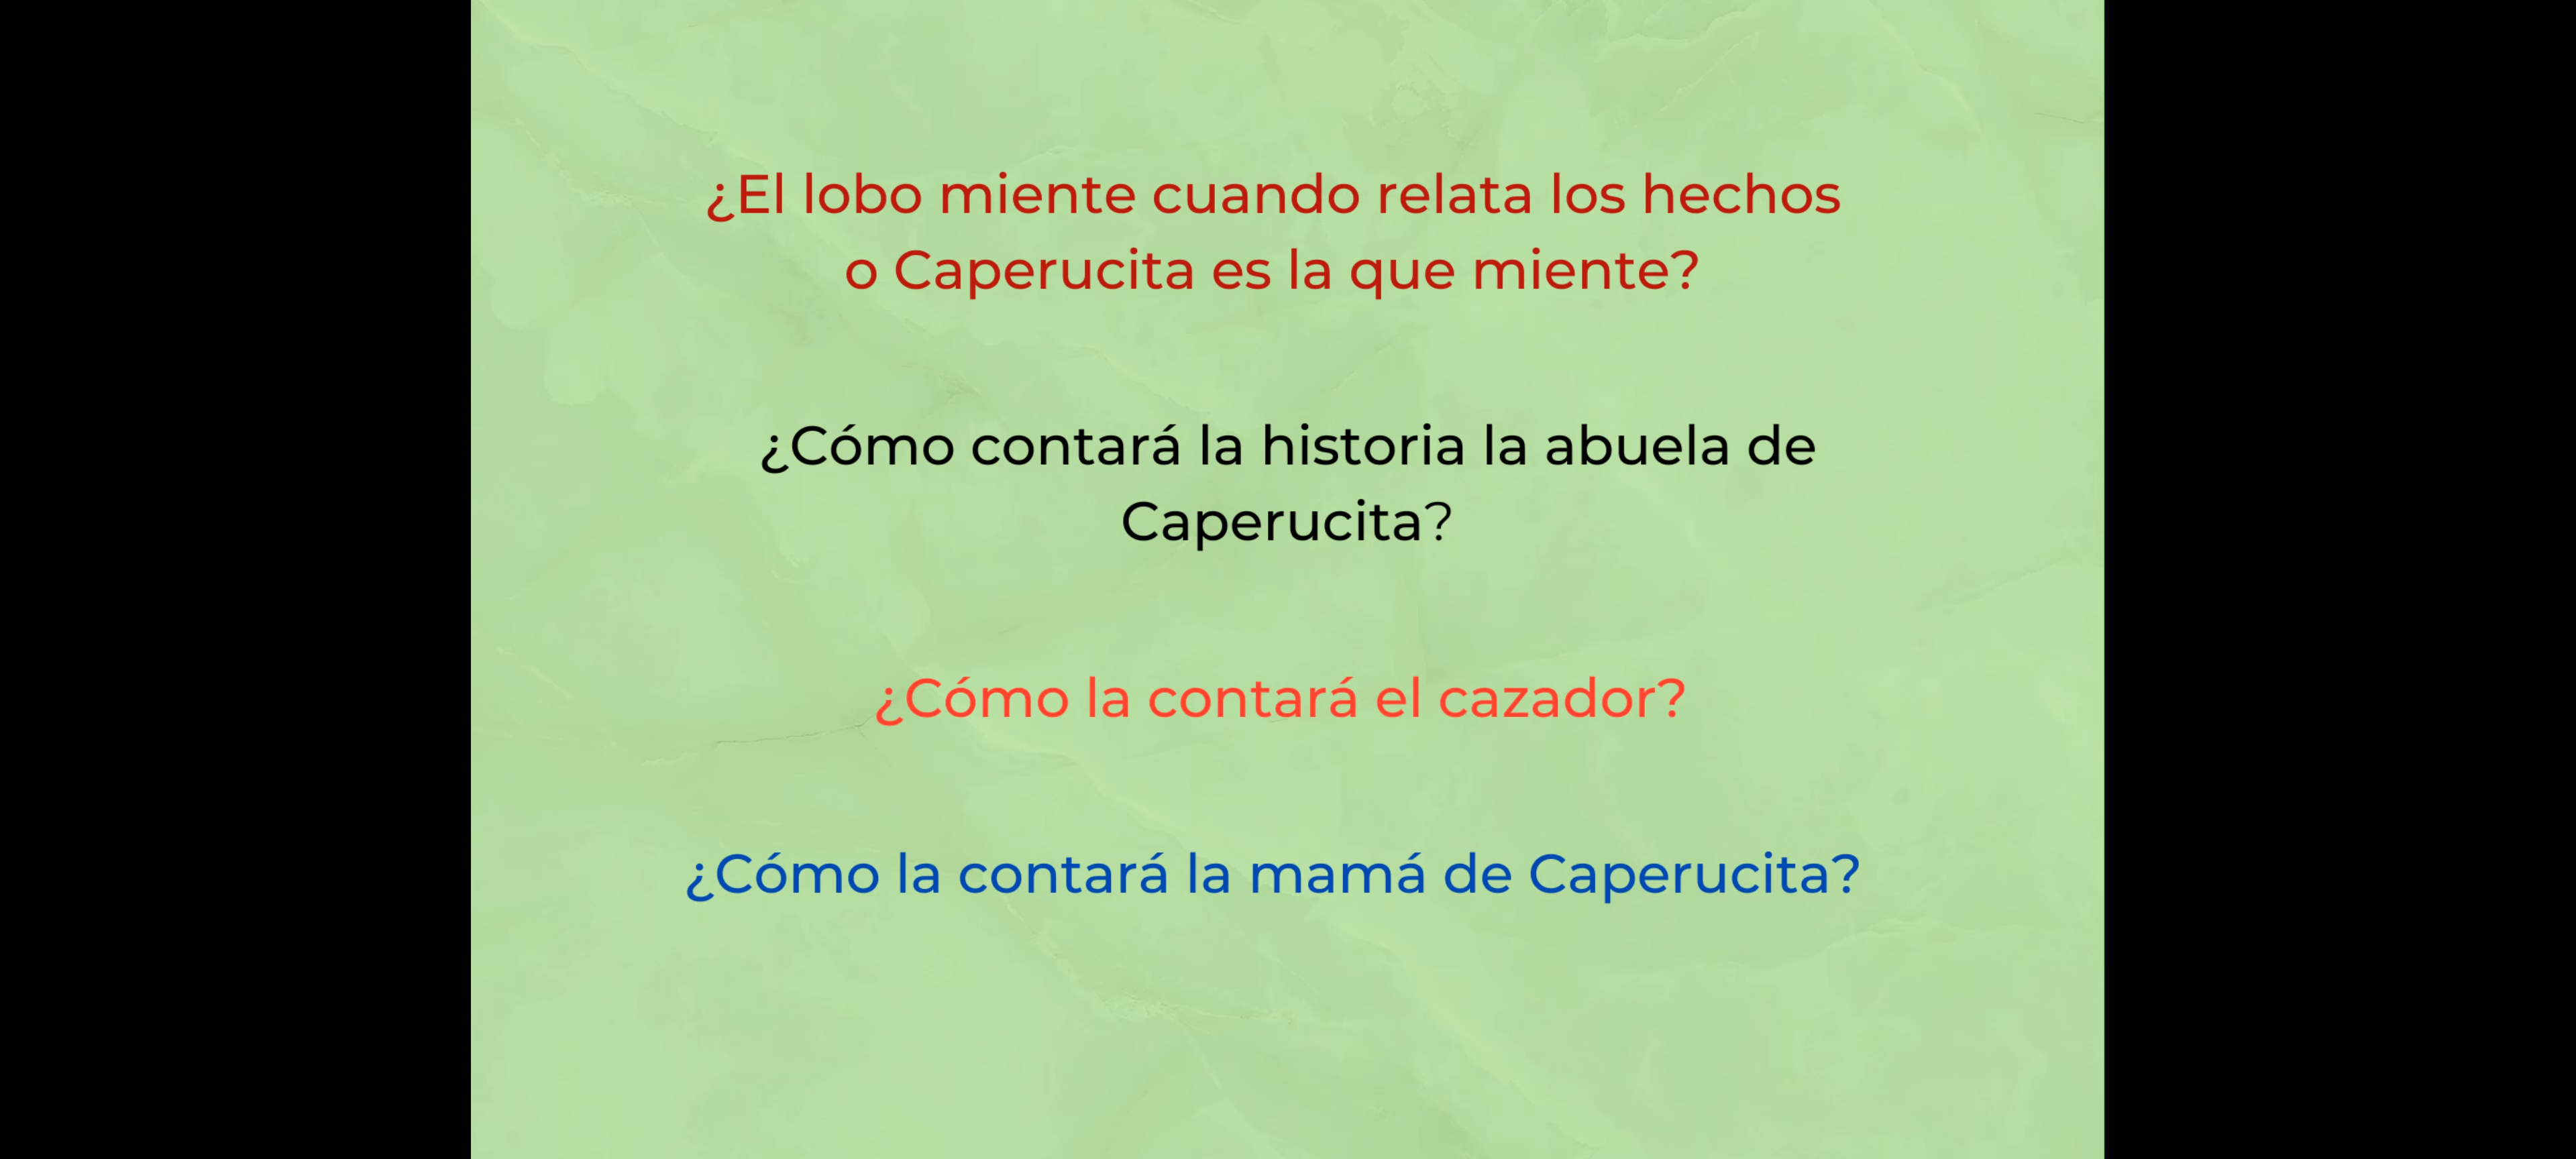 ¿El lobo miente cuando relata los hechos
o Caperucita es la que miente?
¿Cómo contará la historia la abuela de
Caperucita?
¿Cómo la contará el cazador?
¿Cómo la contará la mamá de Caperucita?